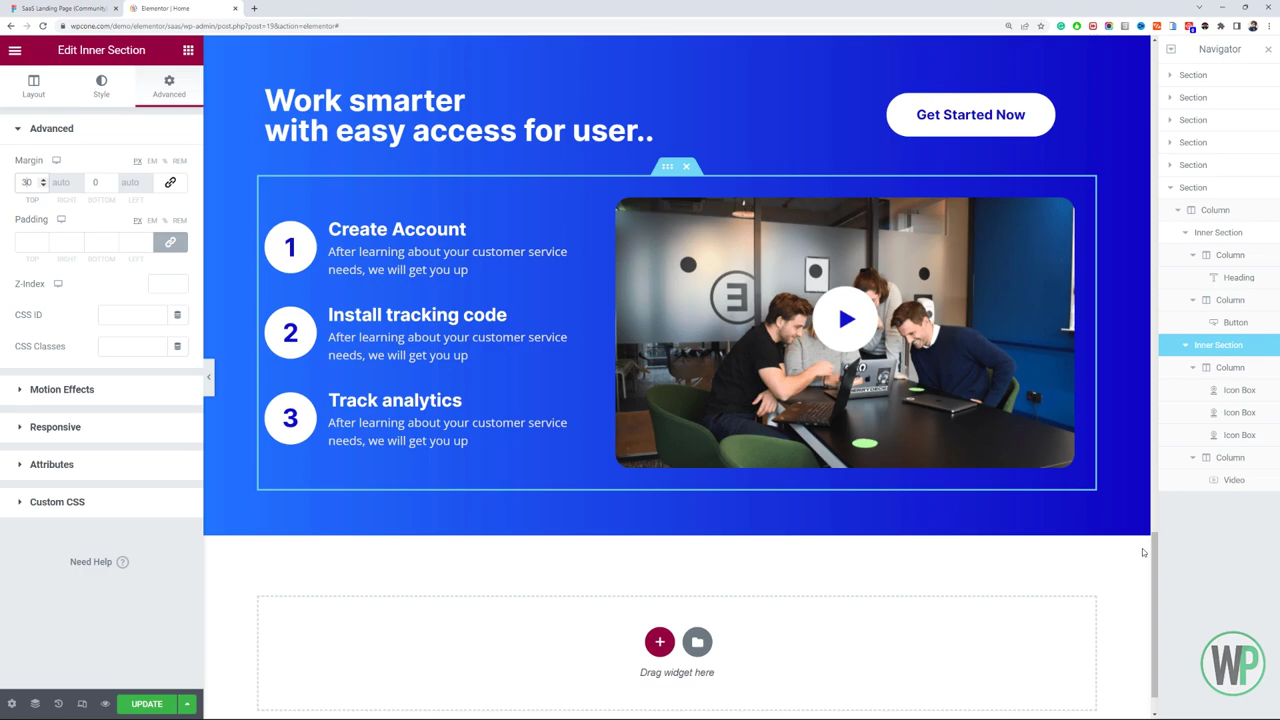 SaaS Landing Page (Community)
Elementor | Home
wpcone.com/demo/elementor/saas/wp-admin/post.php?post=19&action=elementor#
Edit Inner Section
Layout
Style
Advanced
Advanced
Margin
PX EM % REM
30 auto 0 auto
TOP RIGHT BOTTOM LEFT
Padding
PX EM % REM
TOP RIGHT BOTTOM LEFT
Z-Index
CSS ID
CSS Classes
Motion Effects
Responsive
Attributes
Custom CSS
Need Help ?
UPDATE
Work smarter
with easy access for user..
Get Started Now
1
Create Account
After learning about your customer service
needs, we will get you up
2
Install tracking code
After learning about your customer service
needs, we will get you up
3
Track analytics
After learning about your customer service
needs, we will get you up
Drag widget here
Navigator
Section
Section
Section
Section
Section
Section
Column
Inner Section
Column
Heading
Column
Button
Inner Section
Column
Icon Box
Icon Box
Icon Box
Column
Video
WP